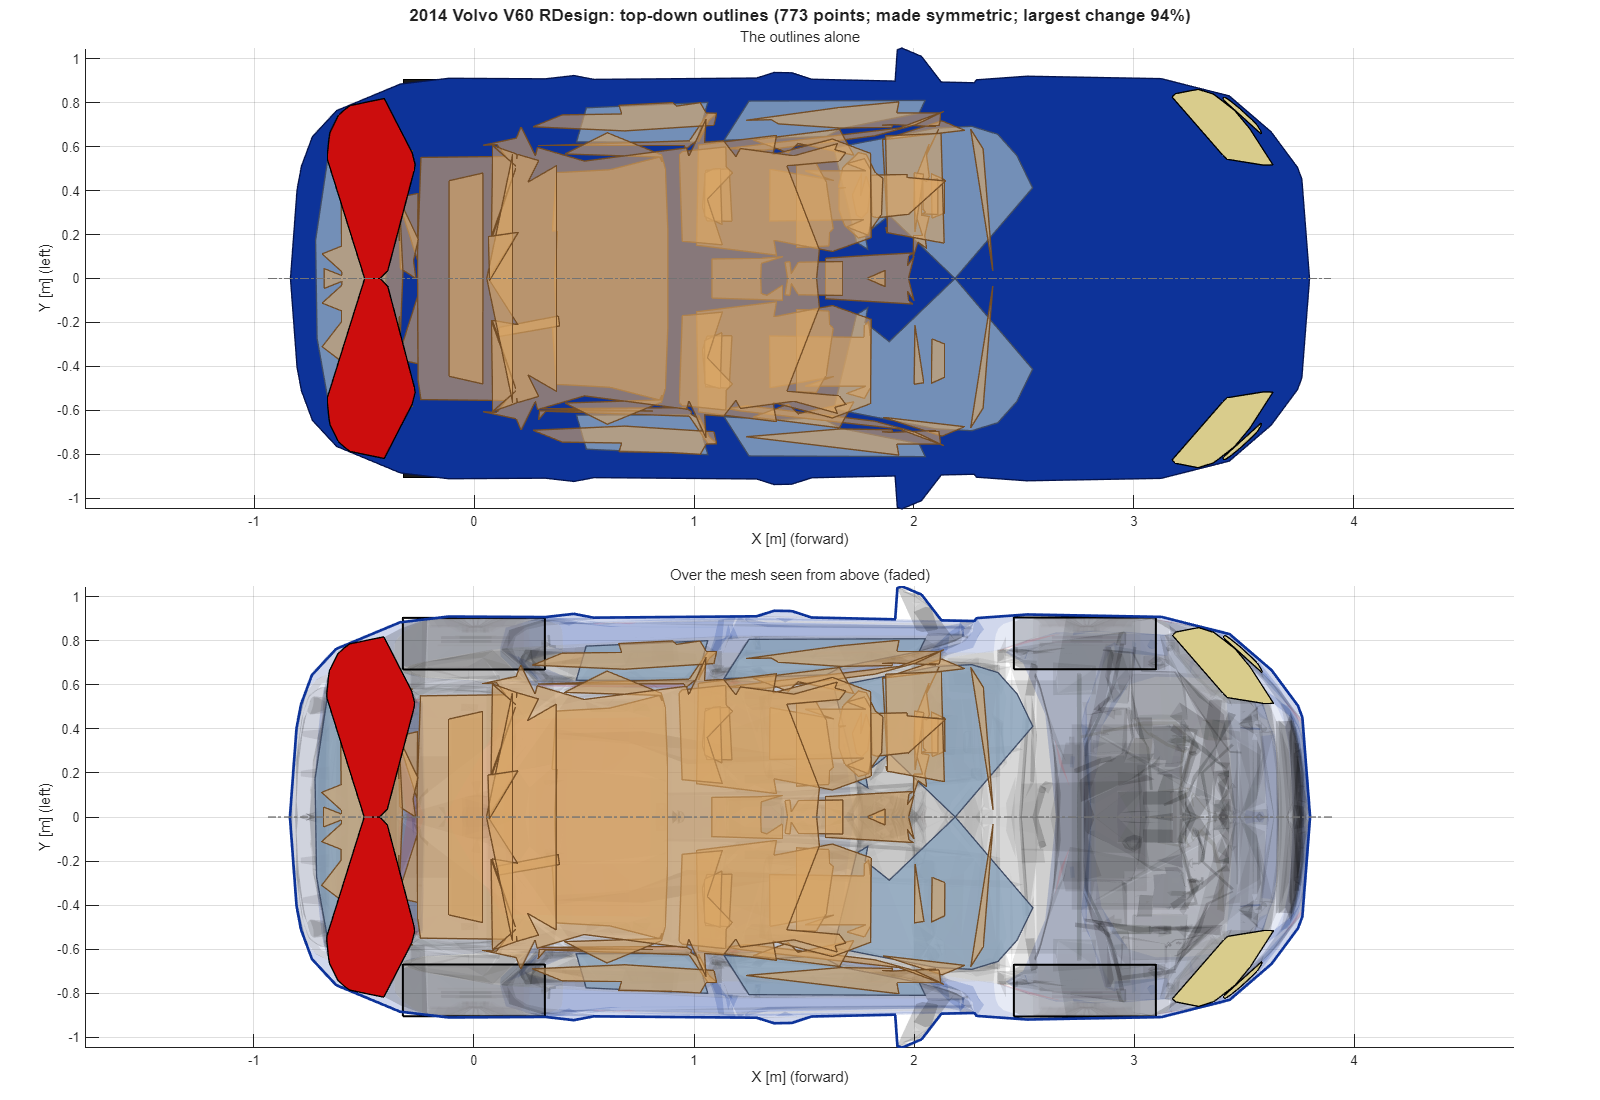 2014 Volvo V60 RDesign: top-down outlines (773 points; made symmetric; largest change 94%)
The outlines alone
1
0.8
0.6
0.4
0.2
0
-0.2
-0.4
-0.6
-0.8
-1
Y [m] (left)
-1 0 1 2 3 4
X [m] (forward)
Over the mesh seen from above (faded)
1
0.8
0.6
0.4
0.2
0
-0.2
-0.4
-0.6
-0.8
-1
Y [m] (left)
-1 0 1 2 3 4
X [m] (forward)